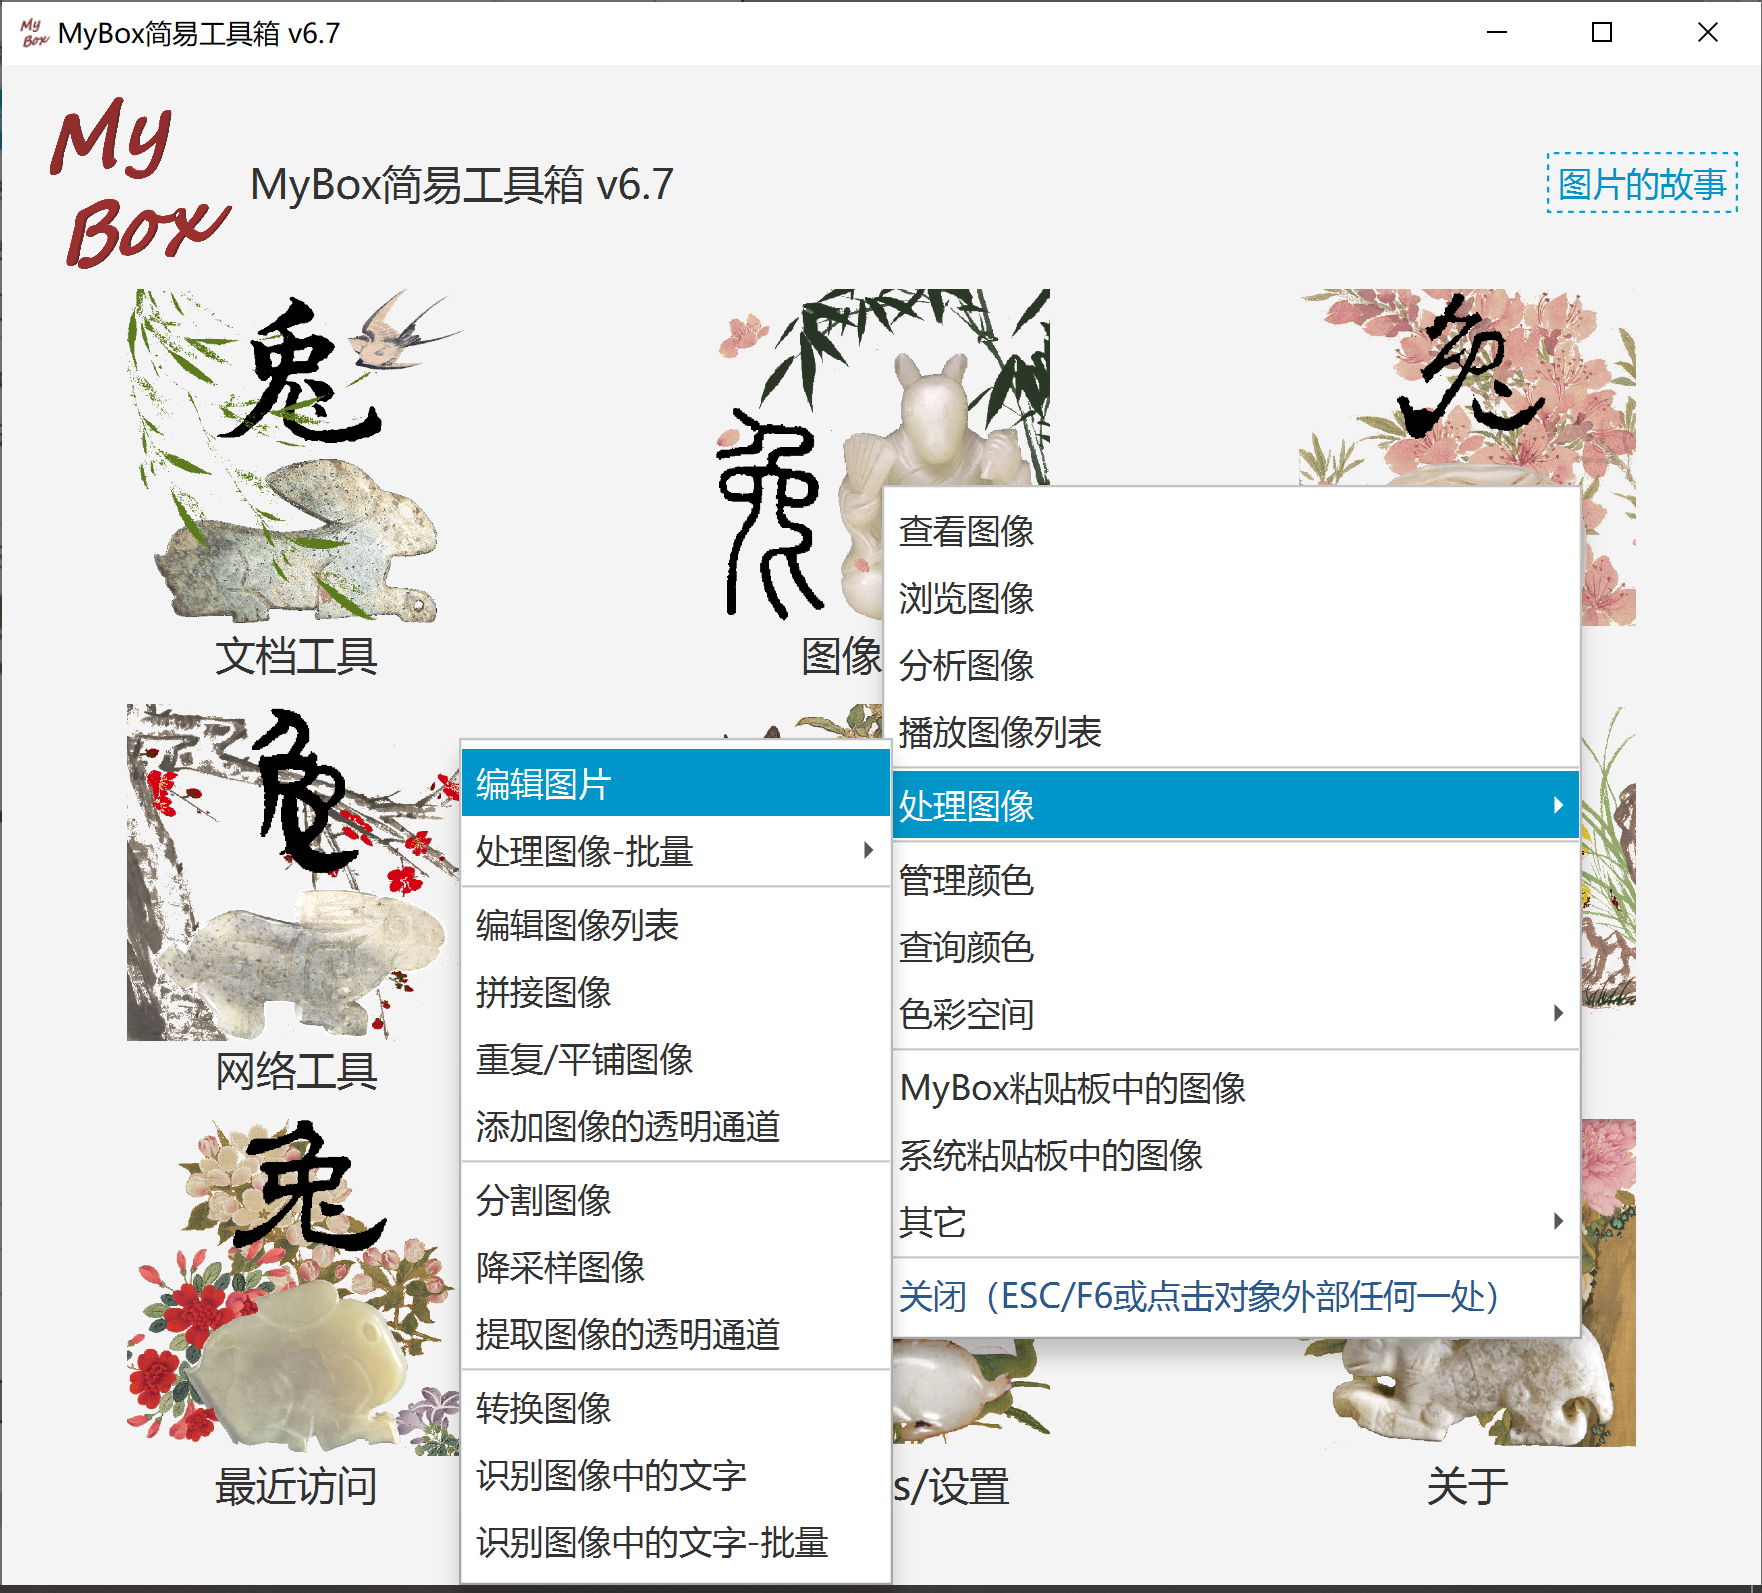 MyBox简易工具箱 v6.7
My
Box
MyBox简易工具箱 v6.7
图片的故事
兎
兔
兔
文档工具
图像
查看图像
浏览图像
分析图像
播放图像列表
处理图像
管理颜色
查询颜色
色彩空间
MyBox粘贴板中的图像
系统粘贴板中的图像
其它
关闭（ESC/F6或点击对象外部任何一处）
编辑图片
处理图像-批量
编辑图像列表
拼接图像
重复/平铺图像
添加图像的透明通道
分割图像
降采样图像
提取图像的透明通道
转换图像
识别图像中的文字
识别图像中的文字-批量
兔
网络工具
兔
最近访问
s/设置
关于